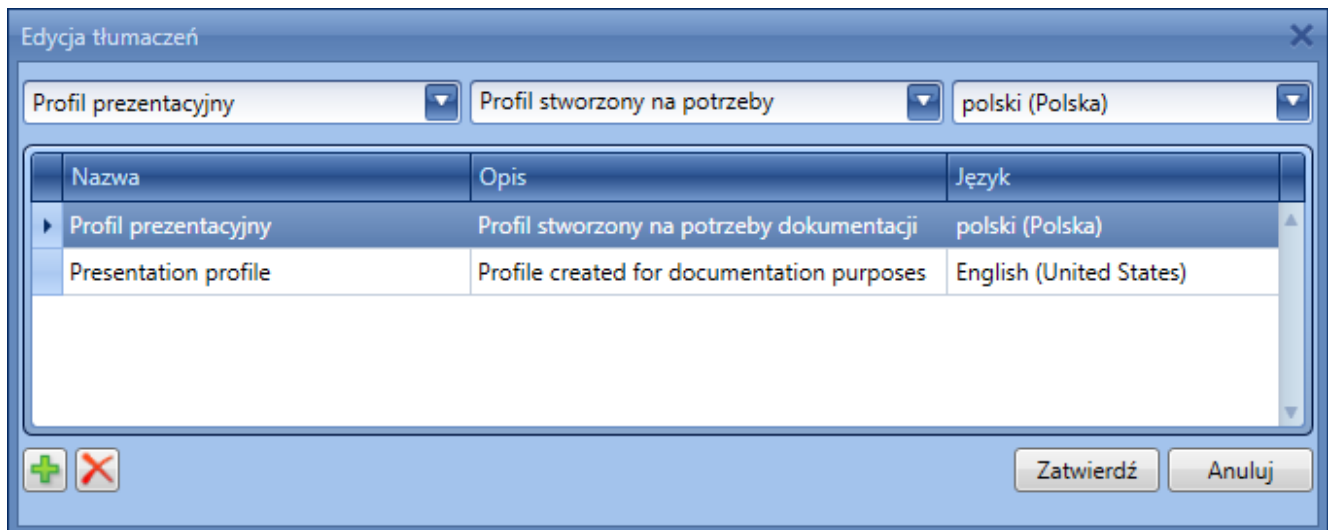 Edycja tłumaczeń
Profil prezentacyjny Profil stworzony na potrzeby polski (Polska)
Nazwa Opis Język
Profil prezentacyjny Profil stworzony na potrzeby dokumentacji polski (Polska)
Presentation profile Profile created for documentation purposes English (United States)
Zatwierdź Anuluj